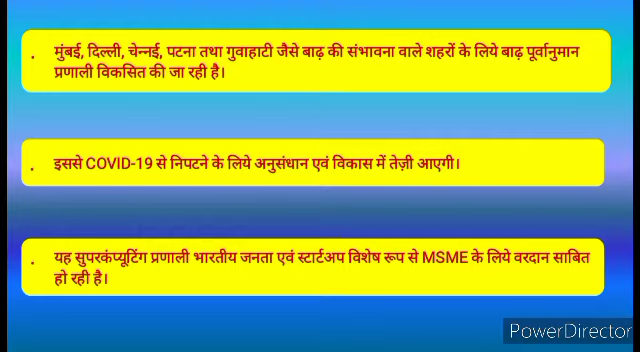 . मुंबई, दिल्ली, चेन्नई, पटना तथा गुवाहाटी जैसे बाढ़ की संभावना वाले शहरों के लिये बाढ़ पूर्वानुमान
प्रणाली विकसित की जा रही है।
. इससे COVID-19 से निपटने के लिये अनुसंधान एवं विकास में तेज़ी आएगी।
. यह सुपरकंप्यूटिंग प्रणाली भारतीय जनता एवं स्टार्टअप विशेष रूप से MSME के लिये वरदान साबित
हो रही है।
PowerDirector